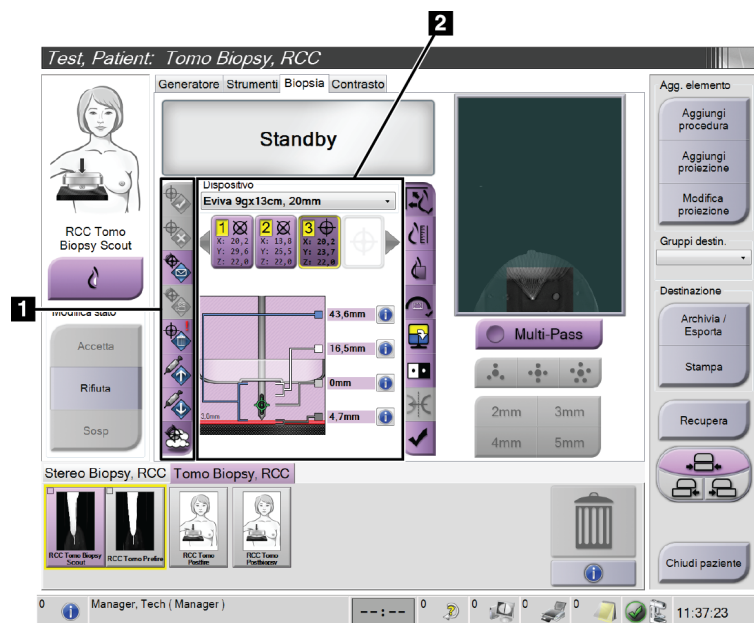 2
Test, Patient: Tomo Biopsy, RCC
Generatore Strumenti Biopsia Contrasto
Agg. elemento
Aggiungi
procedura
Aggiungi
proiezione
Modifica
proiezione
Gruppi destin.
Destinazione
Archivia /
Esporta
Stampa
Recupera
Chiudi paziente
RCC Tomo
Biopsy Scout
1
Modifica stato
Accetta
Rifiuta
Sosp
Standby
Dispositivo
Eviva 9gx13cm, 20mm
1
X: 20,2
Y: 29,6
Z: 22,0
2
X: 13,8
Y: 25,5
Z: 22,0
3
X: 20,2
Y: 23,7
Z: 22,0
43,6mm
16,5mm
0mm
4,7mm
Multi-Pass
2mm 3mm
4mm 5mm
Stereo Biopsy, RCC Tomo Biopsy, RCC
RCC Tomo Biopsy
Scout
RCC Tomo Prefire
RCC Tomo
Postfire
RCC Tomo
Postbiopsy
0 Manager, Tech ( Manager ) --:-- 0 0 0 0 11:37:23